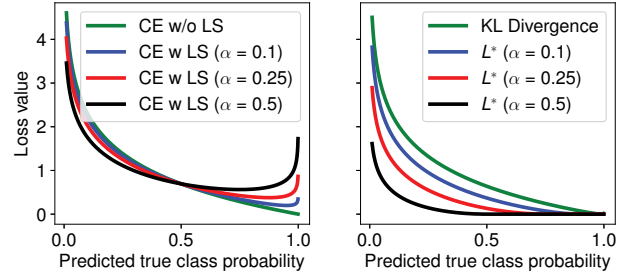 CE w/o LS
CE w LS (α = 0.1)
CE w LS (α = 0.25)
CE w LS (α = 0.5)
Loss value
4
3
2
1
0
0.0 0.5 1.0
Predicted true class probability
KL Divergence
L* (α = 0.1)
L* (α = 0.25)
L* (α = 0.5)
0.0 0.5 1.0
Predicted true class probability